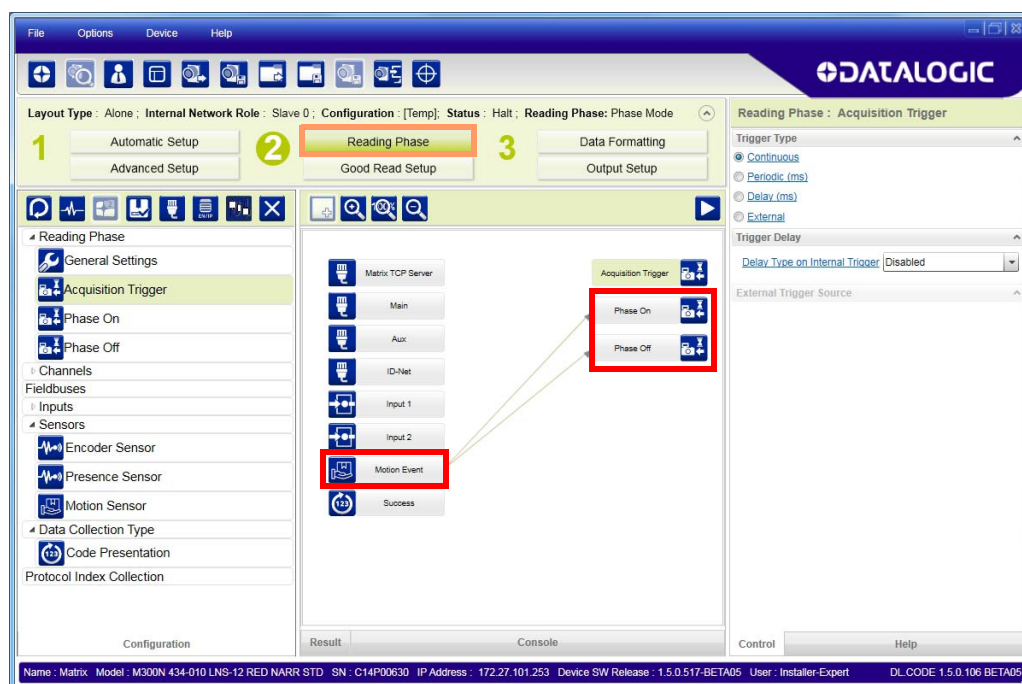 File Options Device Help
DATALOGIC
Layout Type : Alone ; Internal Network Role : Slave 0 ; Configuration : [Temp]; Status : Halt ; Reading Phase: Phase Mode
1 Automatic Setup 2 Reading Phase 3 Data Formatting
Advanced Setup Good Read Setup Output Setup
Reading Phase
General Settings
Acquisition Trigger
Phase On
Phase Off
Channels
Fieldbuses
Inputs
Sensors
Encoder Sensor
Presence Sensor
Motion Sensor
Data Collection Type
Code Presentation
Protocol Index Collection
Configuration
Matrix TCP Server
Main
Aux
ID-Net
Input 1
Input 2
Motion Event
Success
Acquisition Trigger
Phase On
Phase Off
Result Console
Reading Phase : Acquisition Trigger
Trigger Type
Continuous
Periodic (ms)
Delay (ms)
External
Trigger Delay
Delay Type on Internal Trigger Disabled
External Trigger Source
Control Help
Name : Matrix Model : M300N 434-010 LNS-12 RED NARR STD SN : C14P00630 IP Address : 172.27.101.253 Device SW Release : 1.5.0.517-BETA05 User : Installer-Expert DL.CODE 1.5.0.106 BETA05